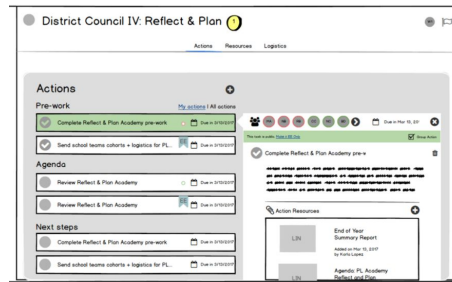 District Council IV: Reflect & Plan 1
Actions Resources Logistics
Actions
Pre-work My actions | All actions
Complete Reflect & Plan Academy pre-work Due in 3/13/2017
Send school teams cohorts + logistics for PL... Due in 3/13/2017
Agenda
Review Reflect & Plan Academy Due in 3/13/2017
Review Reflect & Plan Academy Due in 3/13/2017
Next steps
Complete Reflect & Plan Academy pre-work Due in 3/13/2017
Send school teams cohorts + logistics for PL... Due in 3/13/2017
Due in Mar 13, 201
Group Action
Complete Reflect & Plan Academy pre-w
Action Resources
LIN
End of Year
Summary Report
Added on Mar 10, 2017
by Karla Lopez
LIN
Agenda: PL Academy
Reflect and Plan